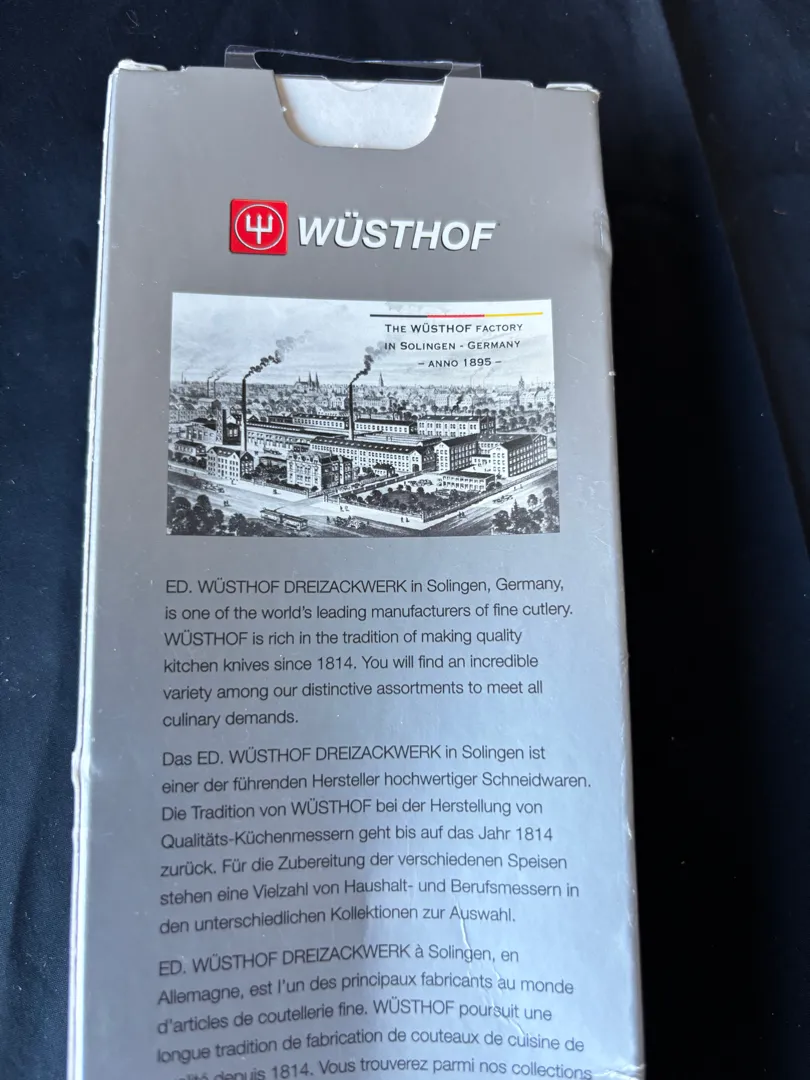 WÜSTHOF
THE WÜSTHOF FACTORY
IN SOLINGEN - GERMANY
- ANNO 1895 -
ED. WÜSTHOF DREIZACKWERK in Solingen, Germany,
is one of the world's leading manufacturers of fine cutlery.
WÜSTHOF is rich in the tradition of making quality
kitchen knives since 1814. You will find an incredible
variety among our distinctive assortments to meet all
culinary demands.
Das ED. WÜSTHOF DREIZACKWERK in Solingen ist
einer der führenden Hersteller hochwertiger Schneidwaren.
Die Tradition von WÜSTHOF bei der Herstellung von
Qualitäts-Küchenmessern geht bis auf das Jahr 1814
zurück. Für die Zubereitung der verschiedenen Speisen
stehen eine Vielzahl von Haushalt- und Berufsmessern in
den unterschiedlichen Kollektionen zur Auswahl.
ED. WÜSTHOF DREIZACKWERK à Solingen, en
Allemagne, est l'un des principaux fabricants au monde
d'articles de coutellerie fine. WÜSTHOF poursuit une
longue tradition de fabrication de couteaux de cuisine de
depuis 1814. Vous trouverez parmi nos collections